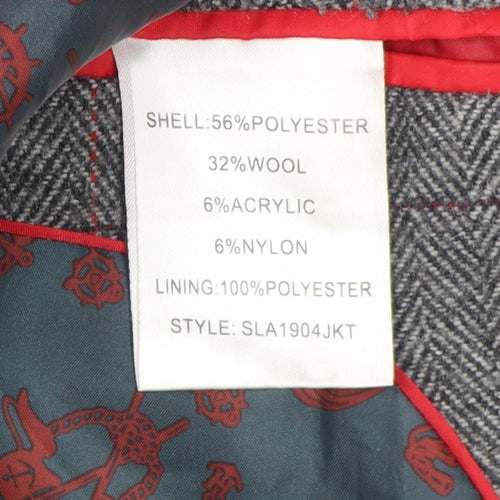 SHELL:56%POLYESTER
32%WOOL
6%ACRYLIC
6%NYLON
LINING:100%POLYESTER
STYLE: SLA1904JKT